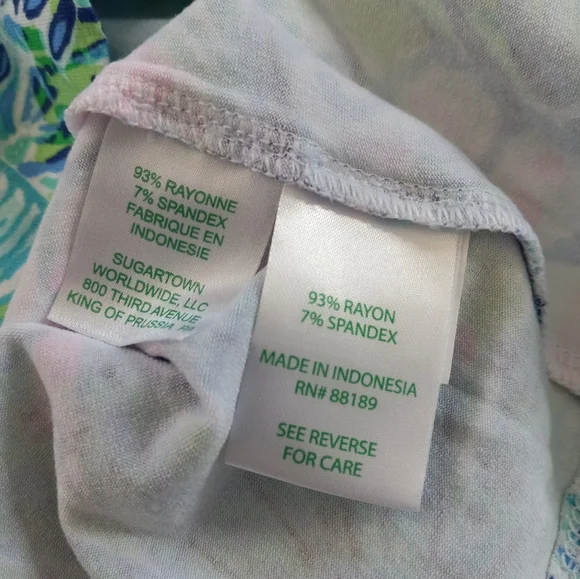 93% RAYONNE
7% SPANDEX
FABRIQUE EN
INDONESIE
SUGARTOWN
WORLDWIDE, LLC
800 THIRD AVENUE
KING OF PRUSSIA,
93% RAYON
7% SPANDEX
MADE IN INDONESIA
RN# 88189
SEE REVERSE
FOR CARE